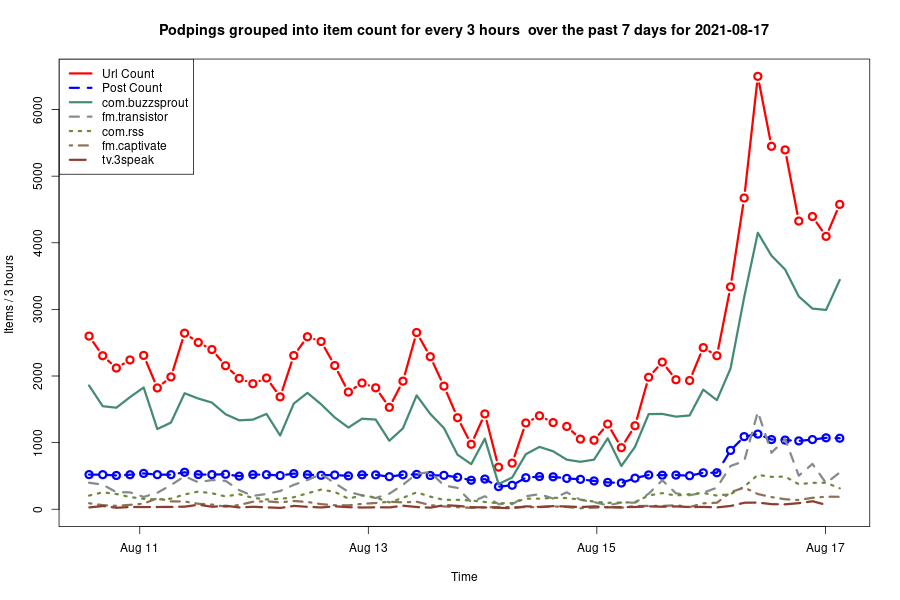 Podpings grouped into item count for every 3 hours  over the past 7 days for 2021-08-17
Url Count
Post Count
com.buzzsprout
fm.transistor
com.rss
fm.captivate
tv.3speak
Items / 3 hours
6000
5000
4000
3000
2000
1000
0
Aug 11
Aug 13
Aug 15
Aug 17
Time